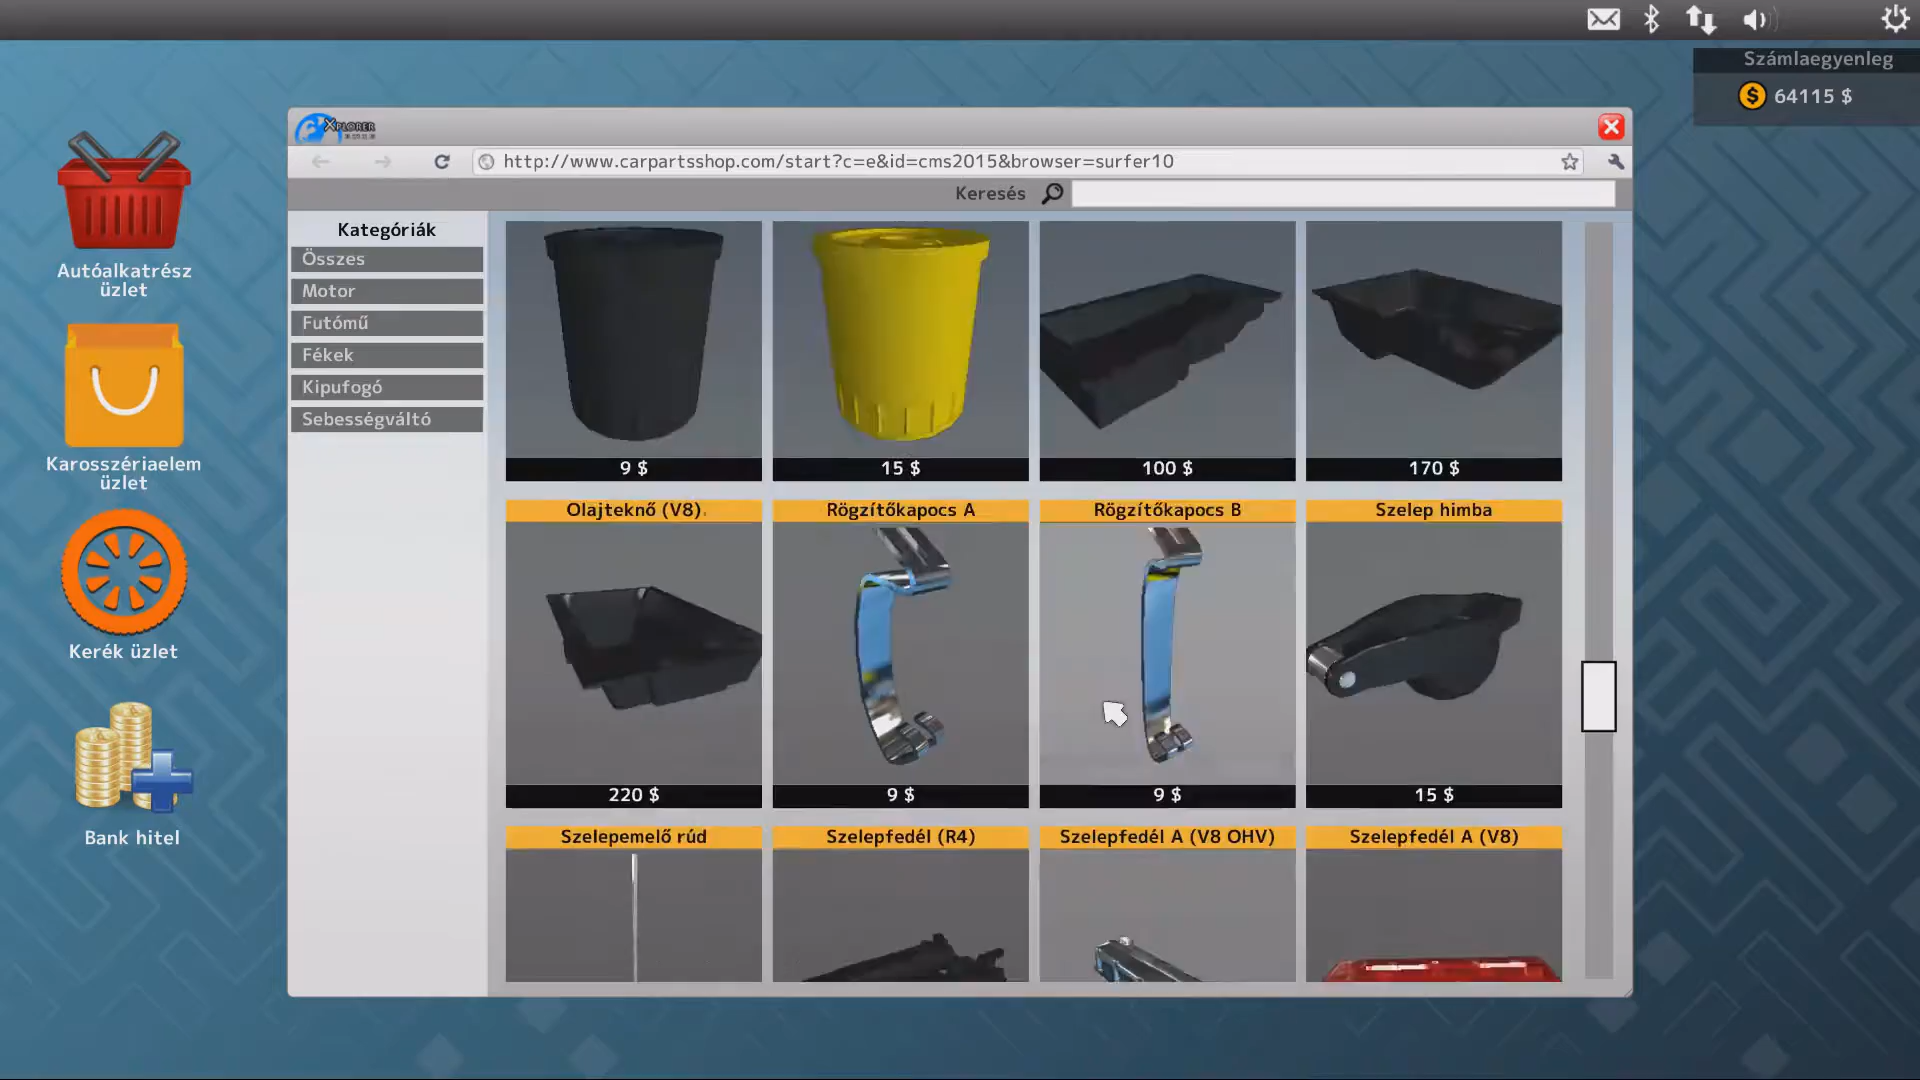 Számlaegyenleg
64115 $
XPLORER
http://www.carpartsshop.com/start?c=e&id=cms2015&browser=surfer10
Keresés
Autóalkatrész
üzlet
Karosszériaelem
üzlet
Kerék üzlet
Bank hitel
Kategóriák
Összes
Motor
Futómű
Fékek
Kipufogó
Sebességváltó
9 $
15 $
100 $
170 $
Olajteknő (V8)
Rögzítőkapocs A
Rögzítőkapocs B
Szelep himba
220 $
9 $
9 $
15 $
Szelepemelő rúd
Szelepfedél (R4)
Szelepfedél A (V8 OHV)
Szelepfedél A (V8)